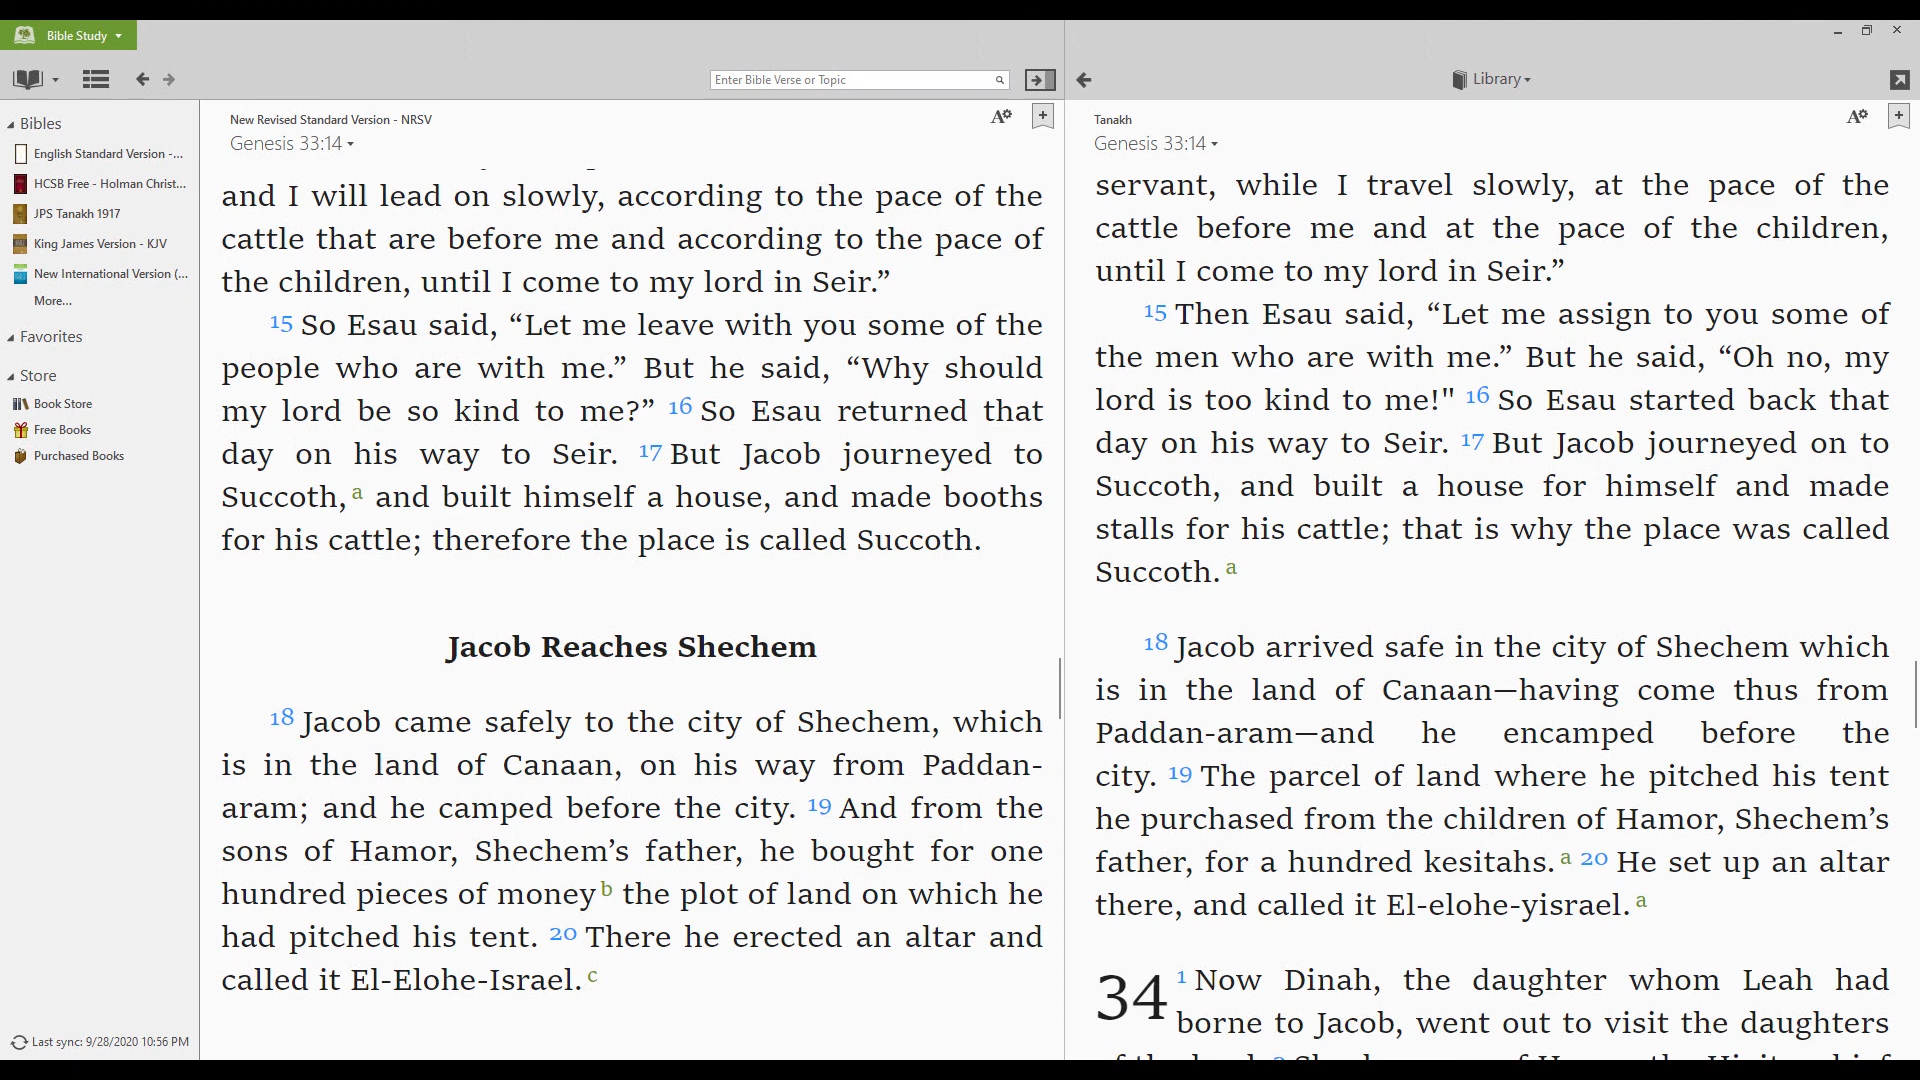 Bible Study
Enter Bible Verse or Topic
Library
Bibles
English Standard Version -...
HCSB Free - Holman Christ...
JPS Tanakh 1917
King James Version - KJV
New International Version (...
More...
Favorites
Store
Book Store
Free Books
Purchased Books
Last sync: 9/28/2020 10:56 PM
New Revised Standard Version - NRSV
Genesis 33:14
and I will lead on slowly, according to the pace of the
cattle that are before me and according to the pace of
the children, until I come to my lord in Seir.”
15 So Esau said, “Let me leave with you some of the
people who are with me.” But he said, “Why should
my lord be so kind to me?” 16 So Esau returned that
day on his way to Seir. 17 But Jacob journeyed to
Succoth, a and built himself a house, and made booths
for his cattle; therefore the place is called Succoth.
Jacob Reaches Shechem
18 Jacob came safely to the city of Shechem, which
is in the land of Canaan, on his way from Paddan-
aram; and he camped before the city. 19 And from the
sons of Hamor, Shechem’s father, he bought for one
hundred pieces of money b the plot of land on which he
had pitched his tent. 20 There he erected an altar and
called it El-Elohe-Israel. c
Tanakh
Genesis 33:14
servant, while I travel slowly, at the pace of the
cattle before me and at the pace of the children,
until I come to my lord in Seir.”
15 Then Esau said, “Let me assign to you some of
the men who are with me.” But he said, “Oh no, my
lord is too kind to me!" 16 So Esau started back that
day on his way to Seir. 17 But Jacob journeyed on to
Succoth, and built a house for himself and made
stalls for his cattle; that is why the place was called
Succoth. a
18 Jacob arrived safe in the city of Shechem which
is in the land of Canaan—having come thus from
Paddan-aram—and he encamped before the
city. 19 The parcel of land where he pitched his tent
he purchased from the children of Hamor, Shechem’s
father, for a hundred kesitahs. a 20 He set up an altar
there, and called it El-elohe-yisrael. a
34 1 Now Dinah, the daughter whom Leah had
borne to Jacob, went out to visit the daughters